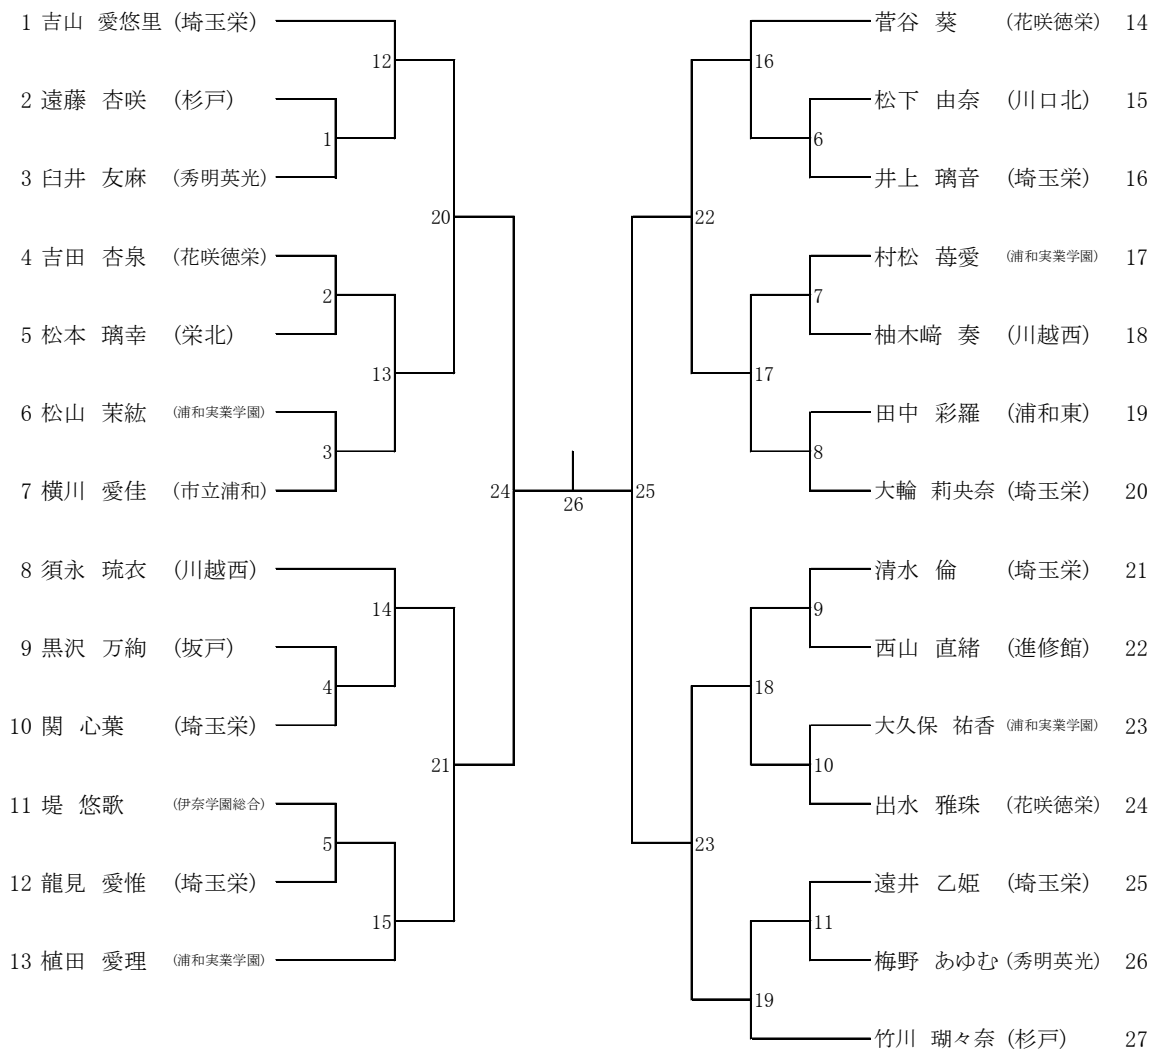 1 吉山 愛悠里 (埼玉栄)
12
2 遠藤 杏咲 (杉戸)
1
3 臼井 友麻 (秀明英光)
20
4 吉田 杏泉 (花咲徳栄)
2
5 松本 璃幸 (栄北)
13
6 松山 茉紘 (浦和実業学園)
3
7 横川 愛佳 (市立浦和)
24
8 須永 琉衣 (川越西)
14
9 黒沢 万絢 (坂戸)
4
10 関 心葉 (埼玉栄)
21
11 堤 悠歌 (伊奈学園総合)
5
12 龍見 愛惟 (埼玉栄)
15
13 植田 愛理 (浦和実業学園)
26
菅谷 葵 (花咲徳栄) 14
16
松下 由奈 (川口北) 15
6
井上 璃音 (埼玉栄) 16
22
村松 苺愛 (浦和実業学園) 17
7
柚木﨑 奏 (川越西) 18
17
田中 彩羅 (浦和東) 19
8
大輪 莉央奈 (埼玉栄) 20
25
清水 倫 (埼玉栄) 21
9
西山 直緒 (進修館) 22
18
大久保 祐香 (浦和実業学園) 23
10
出水 雅珠 (花咲徳栄) 24
23
遠井 乙姫 (埼玉栄) 25
11
梅野 あゆむ (秀明英光) 26
19
竹川 瑚々奈 (杉戸) 27